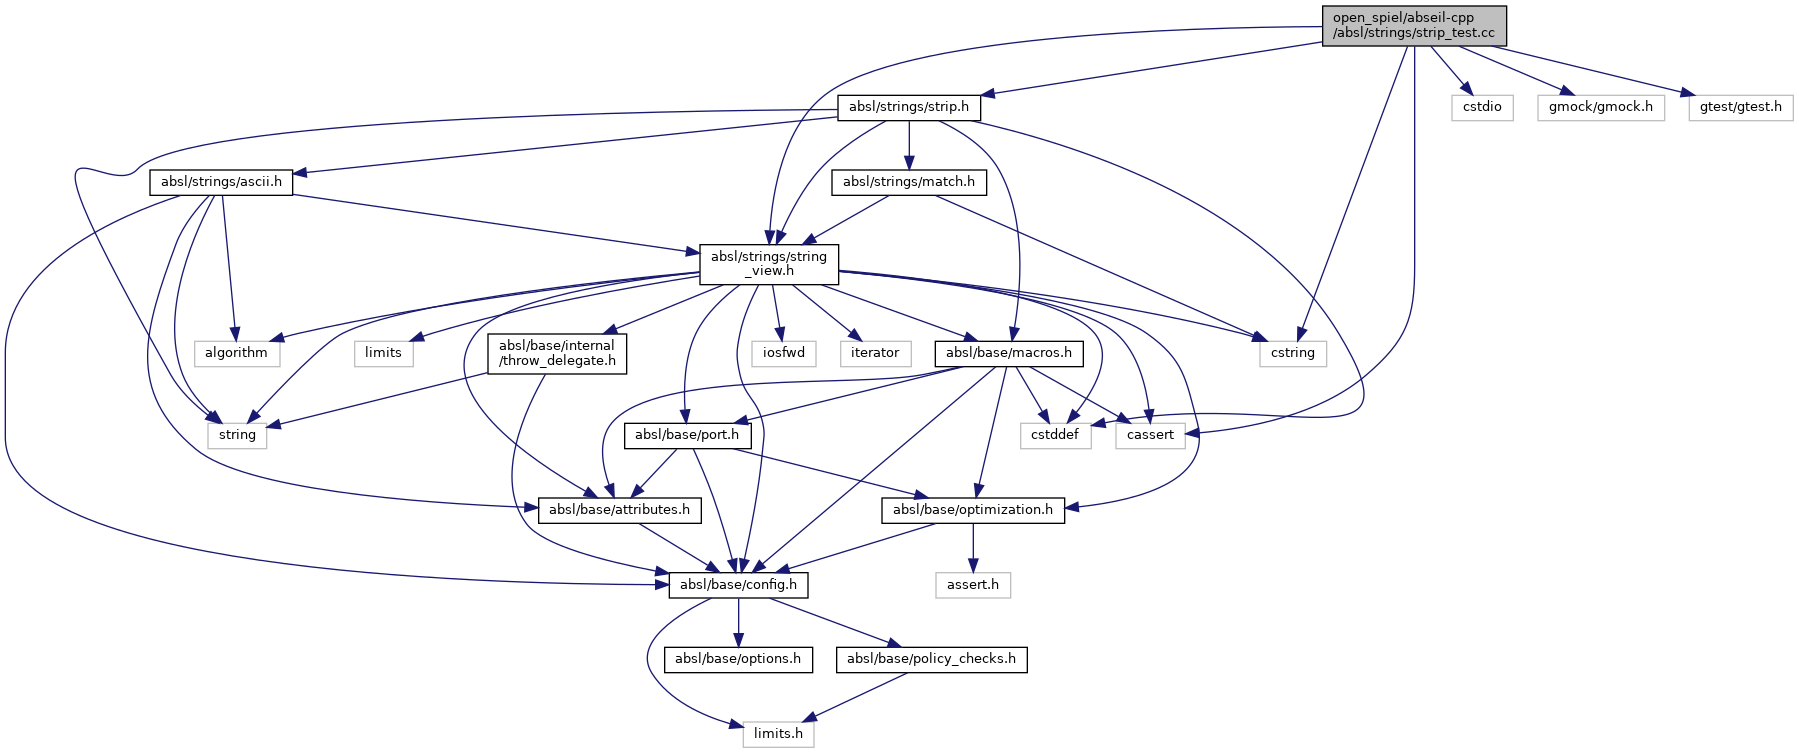 open_spiel/abseil-cpp
/absl/strings/strip_test.cc
absl/strings/strip.h
cstdio
gmock/gmock.h
gtest/gtest.h
absl/strings/ascii.h
absl/strings/match.h
absl/strings/string
_view.h
algorithm
limits
absl/base/internal
/throw_delegate.h
iosfwd
iterator
absl/base/macros.h
cstring
string
absl/base/port.h
cstddef
cassert
absl/base/attributes.h
absl/base/optimization.h
absl/base/config.h
assert.h
absl/base/options.h
absl/base/policy_checks.h
limits.h